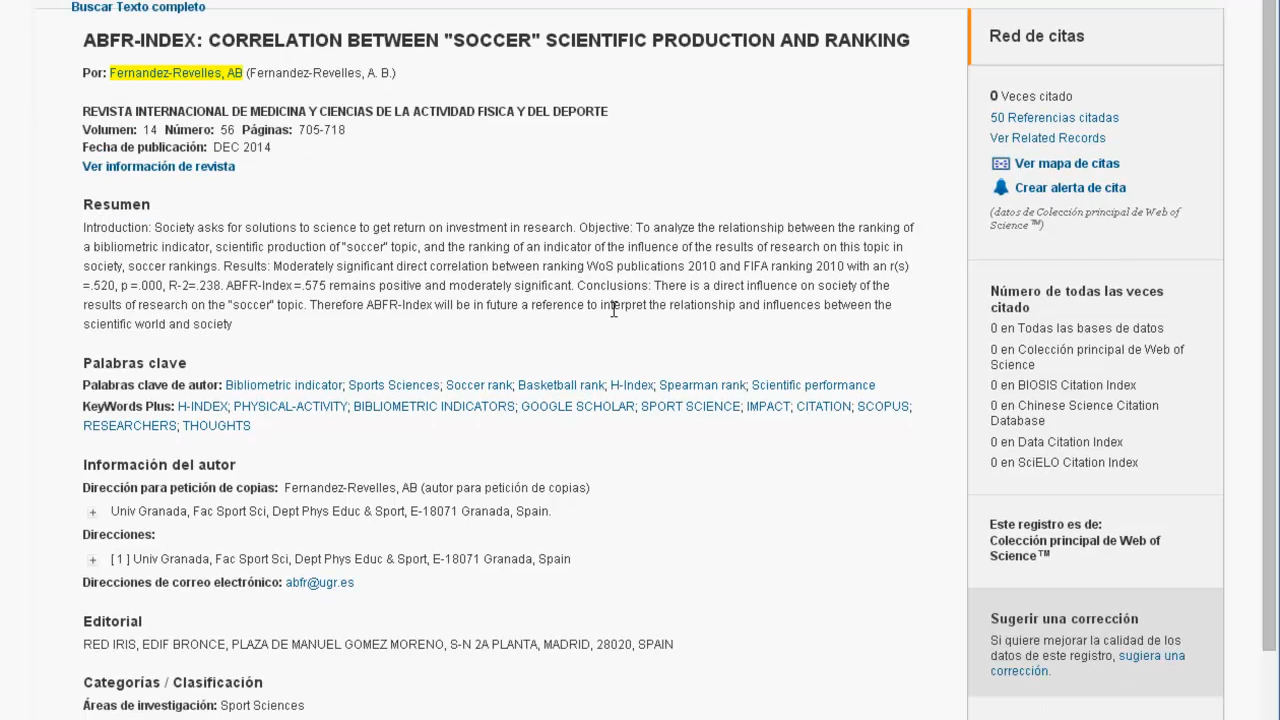 Buscar Texto completo
ABFR-INDEX: CORRELATION BETWEEN "SOCCER" SCIENTIFIC PRODUCTION AND RANKING
Por: Fernandez-Revelles, AB (Fernandez-Revelles, A. B.)
REVISTA INTERNACIONAL DE MEDICINA Y CIENCIAS DE LA ACTIVIDAD FISICA Y DEL DEPORTE
Volumen: 14 Número: 56 Páginas: 705-718
Fecha de publicación: DEC 2014
Ver información de revista
Resumen
Introduction: Society asks for solutions to science to get return on investment in research. Objective: To analyze the relationship between the ranking of
a bibliometric indicator, scientific production of "soccer" topic, and the ranking of an indicator of the influence of the results of research on this topic in
society, soccer rankings. Results: Moderately significant direct correlation between ranking WoS publications 2010 and FIFA ranking 2010 with an r(s)
=.520, p =.000, R-2=.238. ABFR-Index =.575 remains positive and moderately significant. Conclusions: There is a direct influence on society of the
results of research on the "soccer" topic. Therefore ABFR-Index will be in future a reference to interpret the relationship and influences between the
scientific world and society
Palabras clave
Palabras clave de autor: Bibliometric indicator; Sports Sciences; Soccer rank; Basketball rank; H-Index; Spearman rank; Scientific performance
KeyWords Plus: H-INDEX; PHYSICAL-ACTIVITY; BIBLIOMETRIC INDICATORS; GOOGLE SCHOLAR; SPORT SCIENCE; IMPACT; CITATION; SCOPUS;
RESEARCHERS; THOUGHTS
Información del autor
Dirección para petición de copias: Fernandez-Revelles, AB (autor para petición de copias)
+ Univ Granada, Fac Sport Sci, Dept Phys Educ & Sport, E-18071 Granada, Spain.
Direcciones:
+ [ 1 ] Univ Granada, Fac Sport Sci, Dept Phys Educ & Sport, E-18071 Granada, Spain
Direcciones de correo electrónico: abfr@ugr.es
Editorial
RED IRIS, EDIF BRONCE, PLAZA DE MANUEL GOMEZ MORENO, S-N 2A PLANTA, MADRID, 28020, SPAIN
Categorías / Clasificación
Áreas de investigación: Sport Sciences
Red de citas
0 Veces citado
50 Referencias citadas
Ver Related Records
Ver mapa de citas
Crear alerta de cita
(datos de Colección principal de Web of
Science ™)
Número de todas las veces
citado
0 en Todas las bases de datos
0 en Colección principal de Web of
Science
0 en BIOSIS Citation Index
0 en Chinese Science Citation
Database
0 en Data Citation Index
0 en SciELO Citation Index
Este registro es de:
Colección principal de Web of
Science™
Sugerir una corrección
Si quiere mejorar la calidad de los
datos de este registro, sugiera una
corrección.